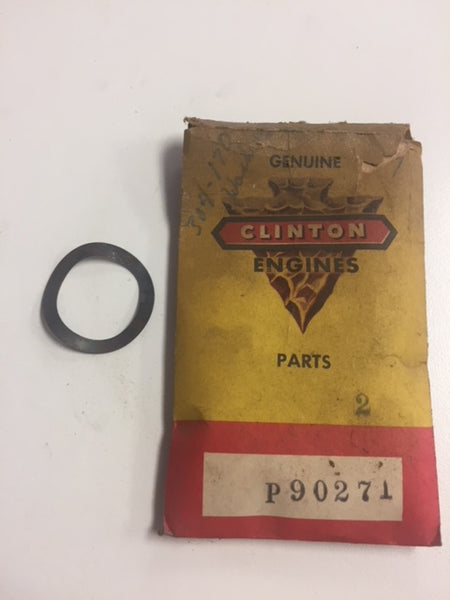 GENUINE
CLINTON
ENGINES
PARTS
2
P90271